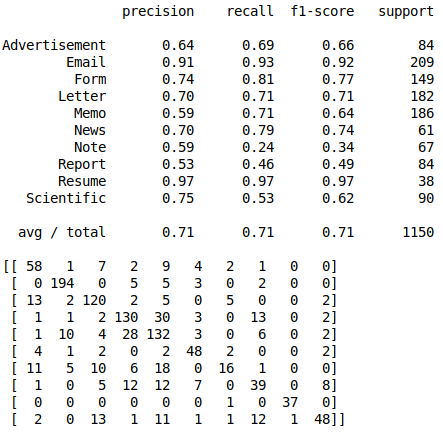 precision recall f1-score support
Advertisement 0.64 0.69 0.66 84
Email 0.91 0.93 0.92 209
Form 0.74 0.81 0.77 149
Letter 0.70 0.71 0.71 182
Memo 0.59 0.71 0.64 186
News 0.70 0.79 0.74 61
Note 0.59 0.24 0.34 67
Report 0.53 0.46 0.49 84
Resume 0.97 0.97 0.97 38
Scientific 0.75 0.53 0.62 90
avg / total 0.71 0.71 0.71 1150
[[ 58 1 7 2 9 4 2 1 0 0]
[ 0 194 0 5 5 3 0 2 0 0]
[ 13 2 120 2 5 0 5 0 0 2]
[ 1 1 2 130 30 3 0 13 0 2]
[ 1 10 4 28 132 3 0 6 0 2]
[ 4 1 2 0 2 48 2 0 0 2]
[ 11 5 10 6 18 0 16 1 0 0]
[ 1 0 5 12 12 7 0 39 0 8]
[ 0 0 0 0 0 0 1 0 37 0]
[ 2 0 13 1 11 1 1 12 1 48]]